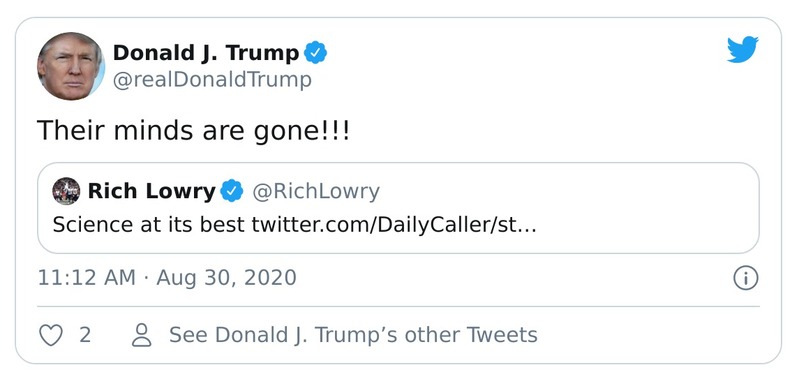 Donald J. Trump
@realDonaldTrump
Their minds are gone!!!
Rich Lowry @RichLowry
Science at its best twitter.com/DailyCaller/st…
11:12 AM · Aug 30, 2020
2 See Donald J. Trump’s other Tweets